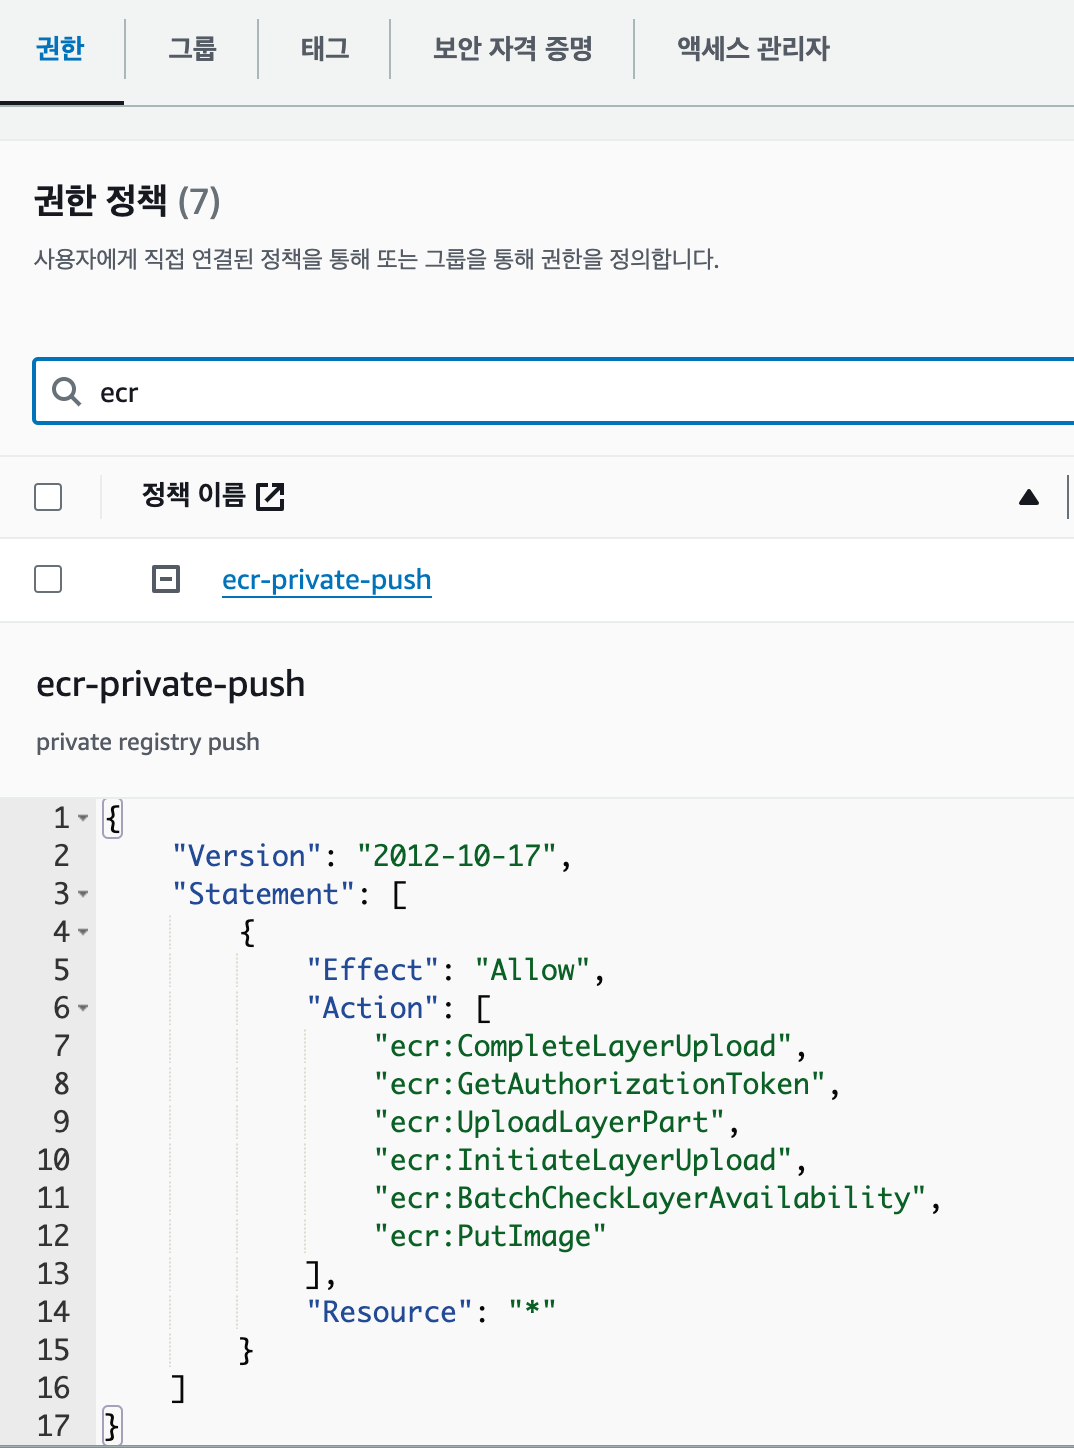 권한 그룹 태그 보안 자격 증명 액세스 관리자
권한 정책 (7)
사용자에게 직접 연결된 정책을 통해 또는 그룹을 통해 권한을 정의합니다.
ecr
정책 이름
ecr-private-push
ecr-private-push
private registry push
1 {
2 "Version": "2012-10-17",
3 "Statement": [
4 {
5 "Effect": "Allow",
6 "Action": [
7 "ecr:CompleteLayerUpload",
8 "ecr:GetAuthorizationToken",
9 "ecr:UploadLayerPart",
10 "ecr:InitiateLayerUpload",
11 "ecr:BatchCheckLayerAvailability",
12 "ecr:PutImage"
13 ],
14 "Resource": "*"
15 }
16 ]
17 }